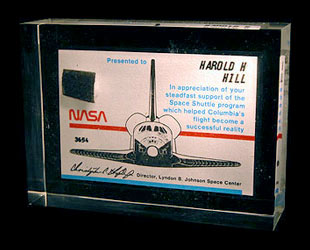 Presented to
HAROLD H
HILL
In appreciation of your
steadfast support of the
Space Shuttle program
which helped Columbia's
flight become a
successful reality
NASA
3654
Director, Lyndon B. Johnson Space Center